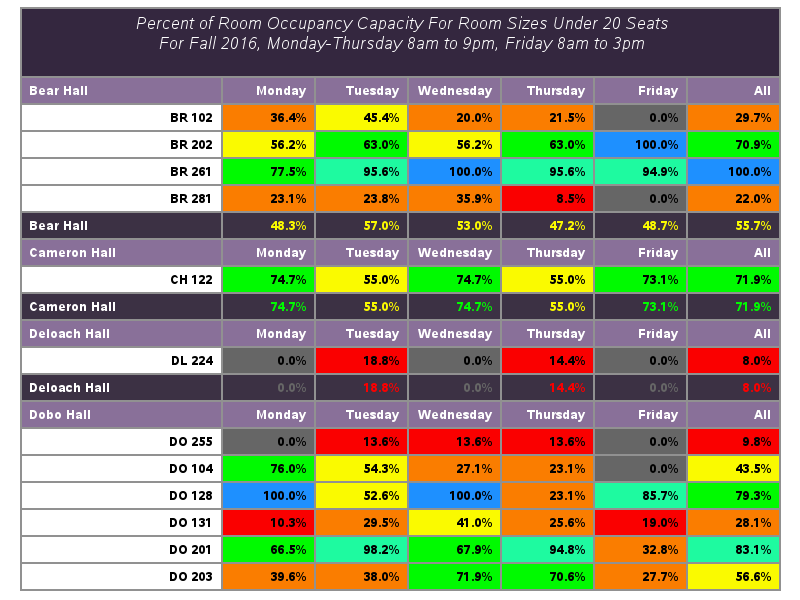 Percent of Room Occupancy Capacity For Room Sizes Under 20 Seats
For Fall 2016, Monday-Thursday 8am to 9pm, Friday 8am to 3pm
Bear Hall Monday Tuesday Wednesday Thursday Friday All
BR 102 36.4% 45.4% 20.0% 21.5% 0.0% 29.7%
BR 202 56.2% 63.0% 56.2% 63.0% 100.0% 70.9%
BR 261 77.5% 95.6% 100.0% 95.6% 94.9% 100.0%
BR 281 23.1% 23.8% 35.9% 8.5% 0.0% 22.0%
Bear Hall 48.3% 57.0% 53.0% 47.2% 48.7% 55.7%
Cameron Hall Monday Tuesday Wednesday Thursday Friday All
CH 122 74.7% 55.0% 74.7% 55.0% 73.1% 71.9%
Cameron Hall 74.7% 55.0% 74.7% 55.0% 73.1% 71.9%
Deloach Hall Monday Tuesday Wednesday Thursday Friday All
DL 224 0.0% 18.8% 0.0% 14.4% 0.0% 8.0%
Deloach Hall 0.0% 18.8% 0.0% 14.4% 0.0% 8.0%
Dobo Hall Monday Tuesday Wednesday Thursday Friday All
DO 255 0.0% 13.6% 13.6% 13.6% 0.0% 9.8%
DO 104 76.0% 54.3% 27.1% 23.1% 0.0% 43.5%
DO 128 100.0% 52.6% 100.0% 23.1% 85.7% 79.3%
DO 131 10.3% 29.5% 41.0% 25.6% 19.0% 28.1%
DO 201 66.5% 98.2% 67.9% 94.8% 32.8% 83.1%
DO 203 39.6% 38.0% 71.9% 70.6% 27.7% 56.6%